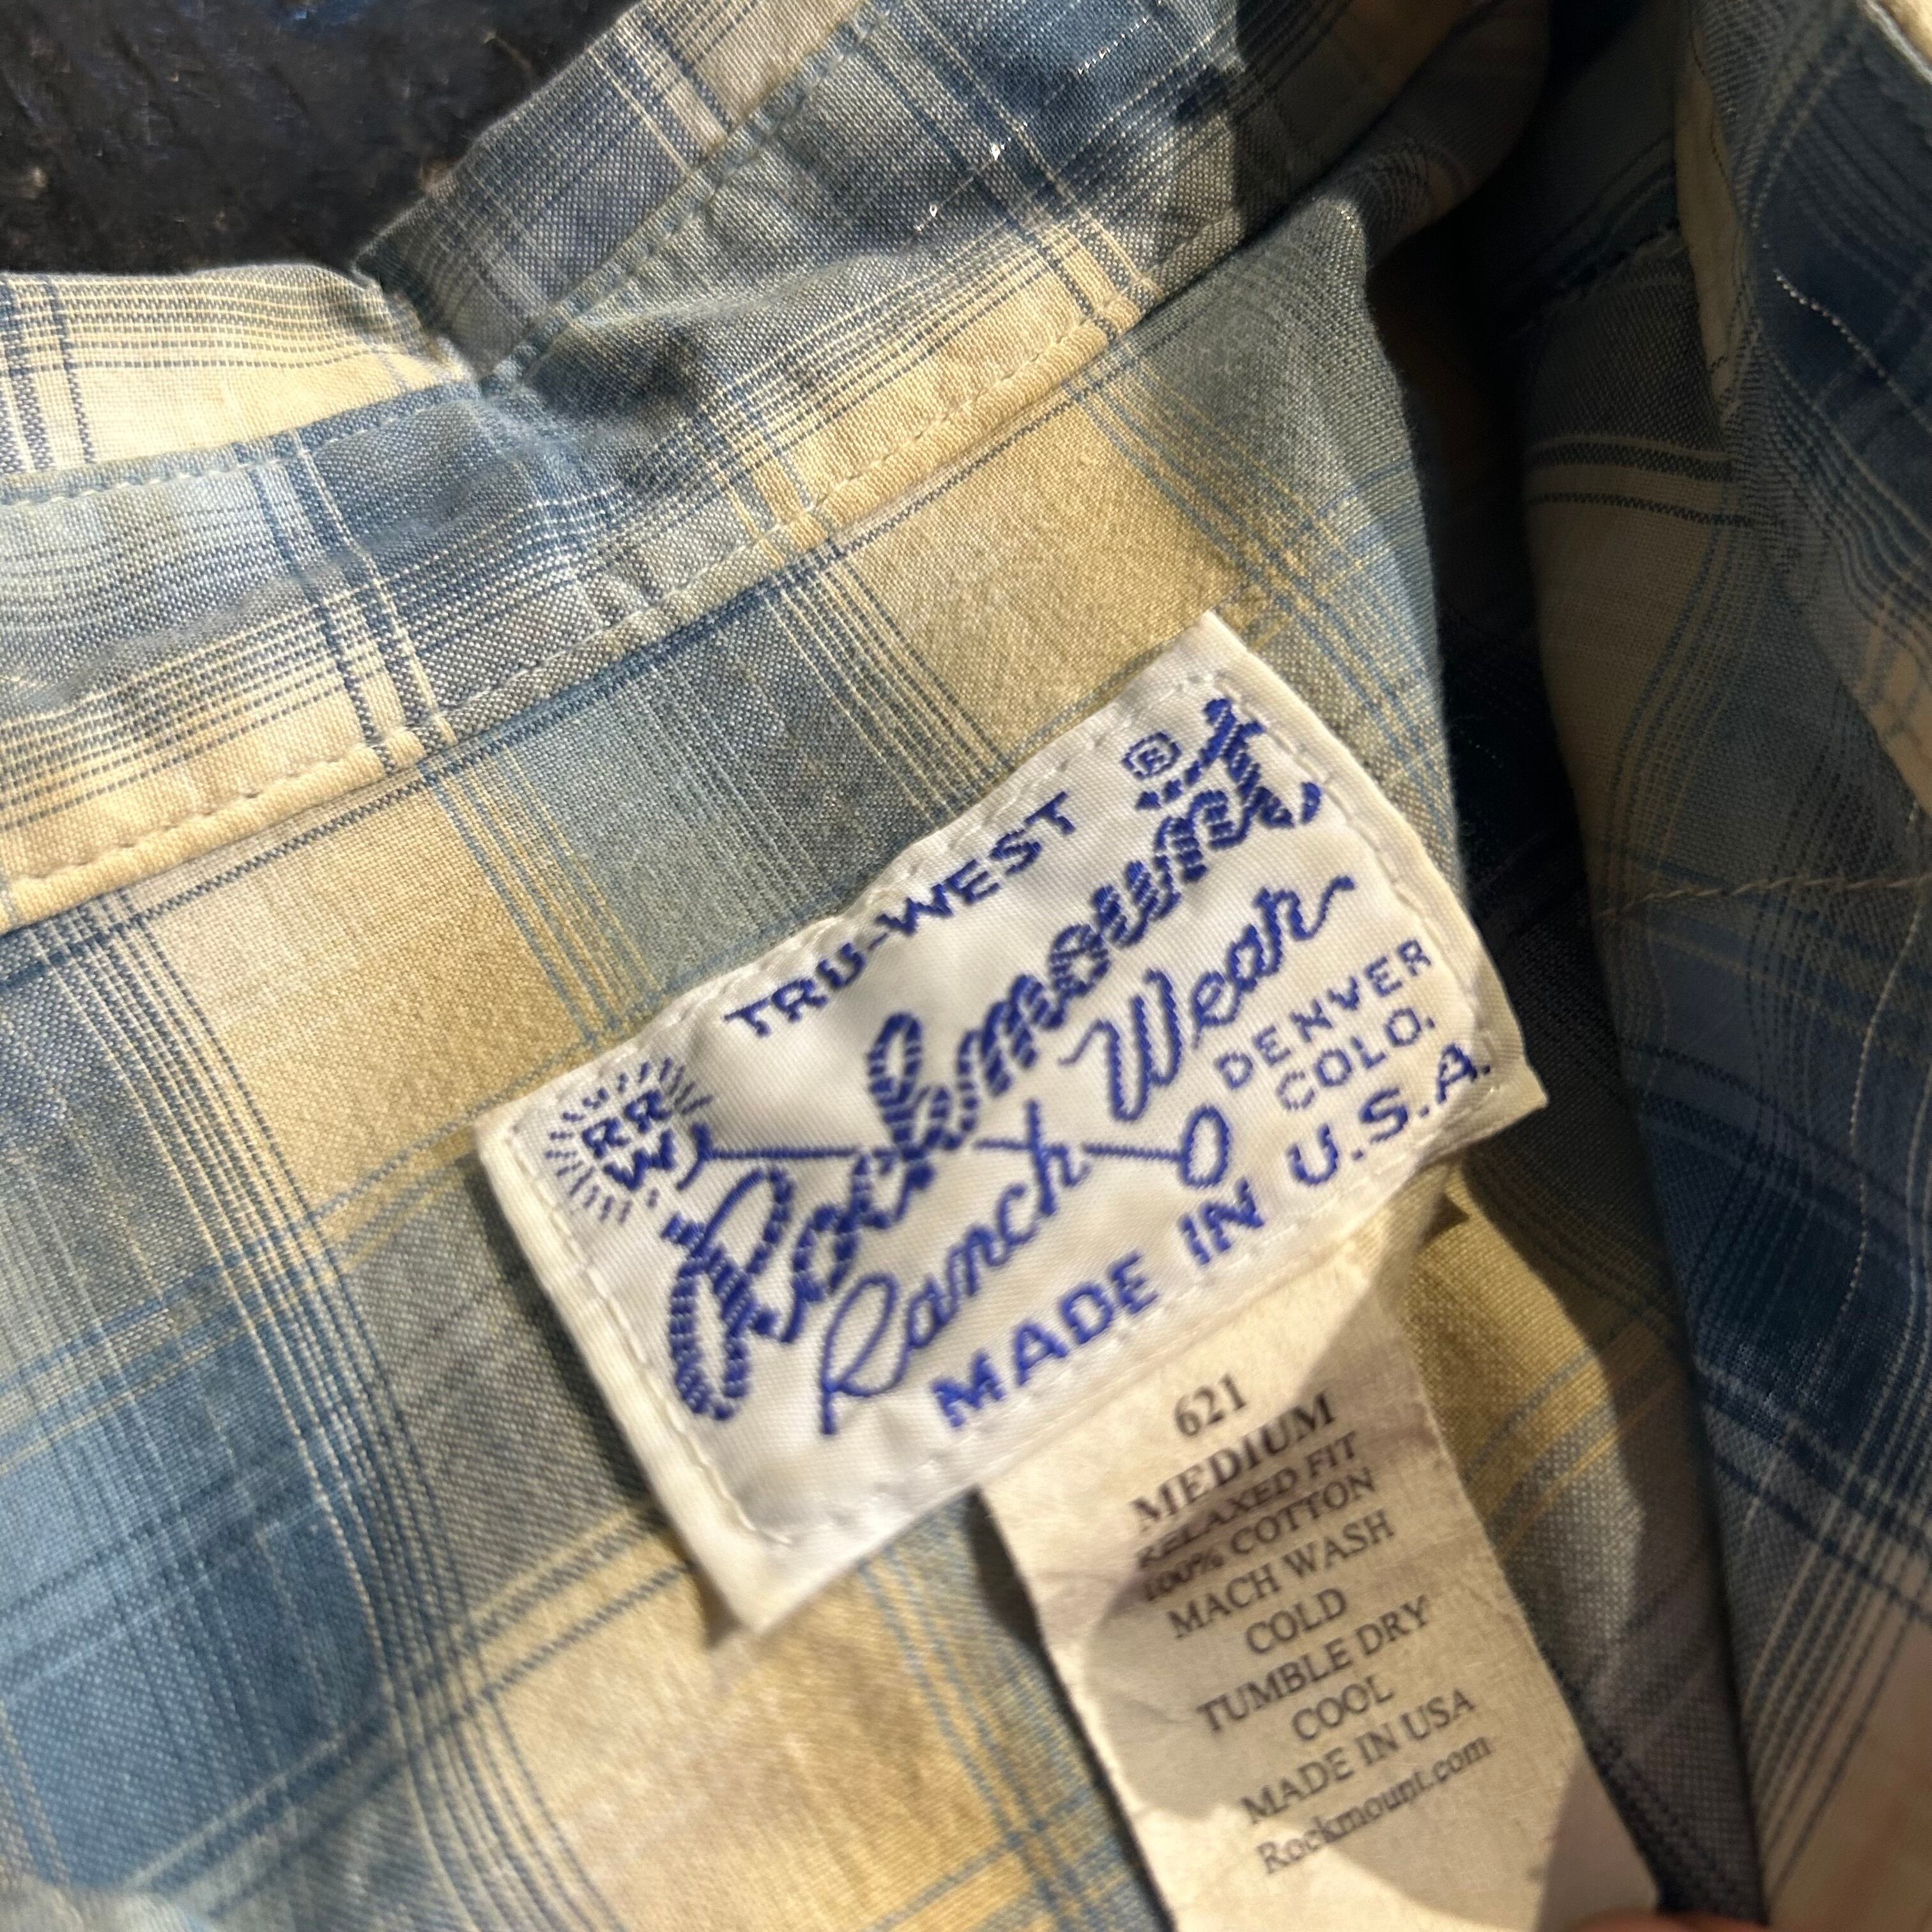 TRU-WEST ®
Rockmount
Ranch Wear
RR
W
DENVER
COLO.
MADE IN U.S.A.
621
MEDIUM
RELAXED FIT
100% COTTON
MACH WASH
COLD
TUMBLE DRY
COOL
MADE IN USA
Rockmount.com